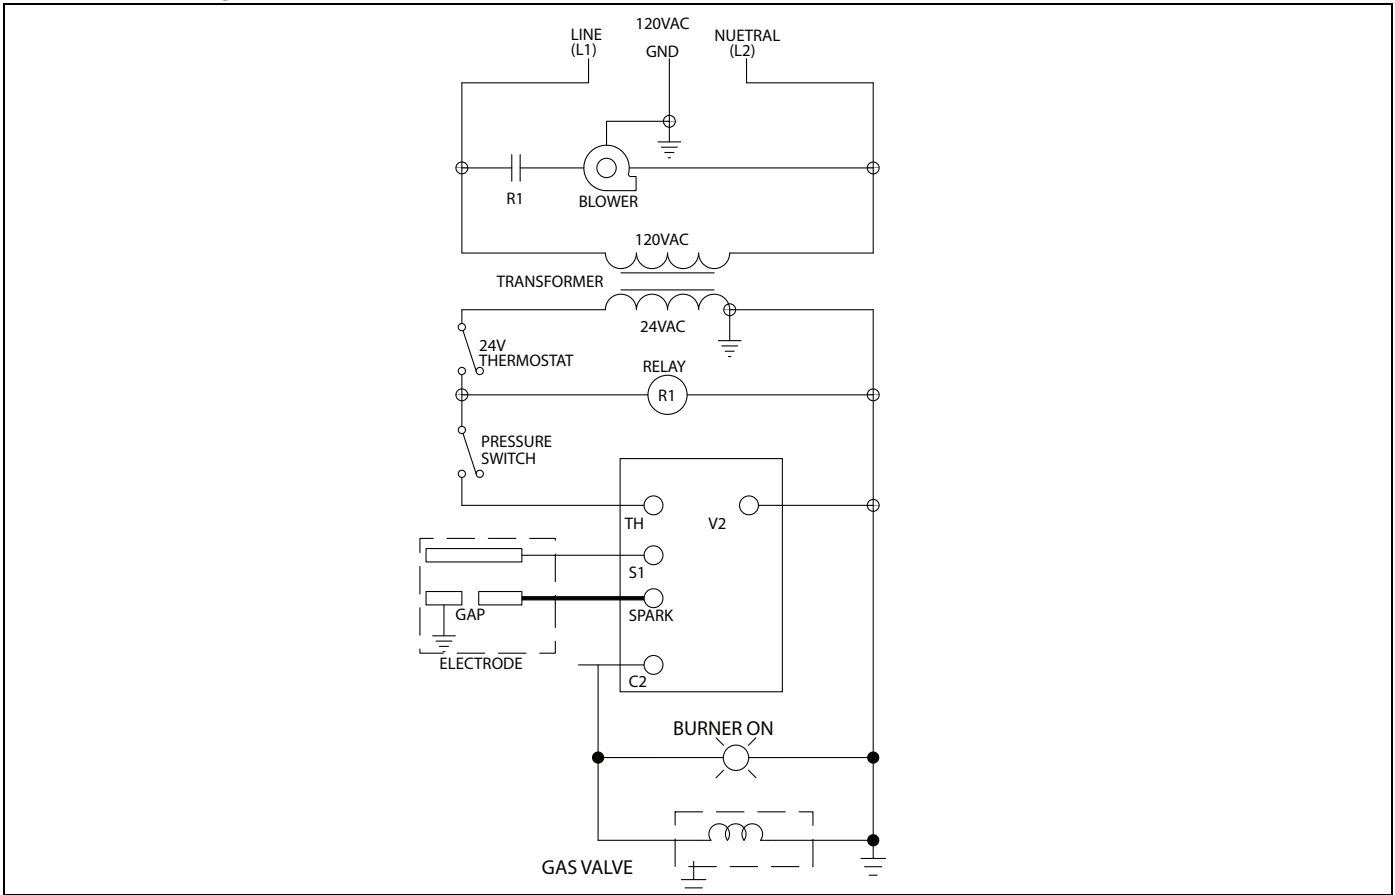 120VAC
LINE
(L1)
GND
NUETRAL
(L2)
R1
BLOWER
120VAC
TRANSFORMER
24VAC
24V
THERMOSTAT
RELAY
R1
PRESSURE
SWITCH
TH
V2
S1
GAP
SPARK
ELECTRODE
C2
BURNER ON
GAS VALVE